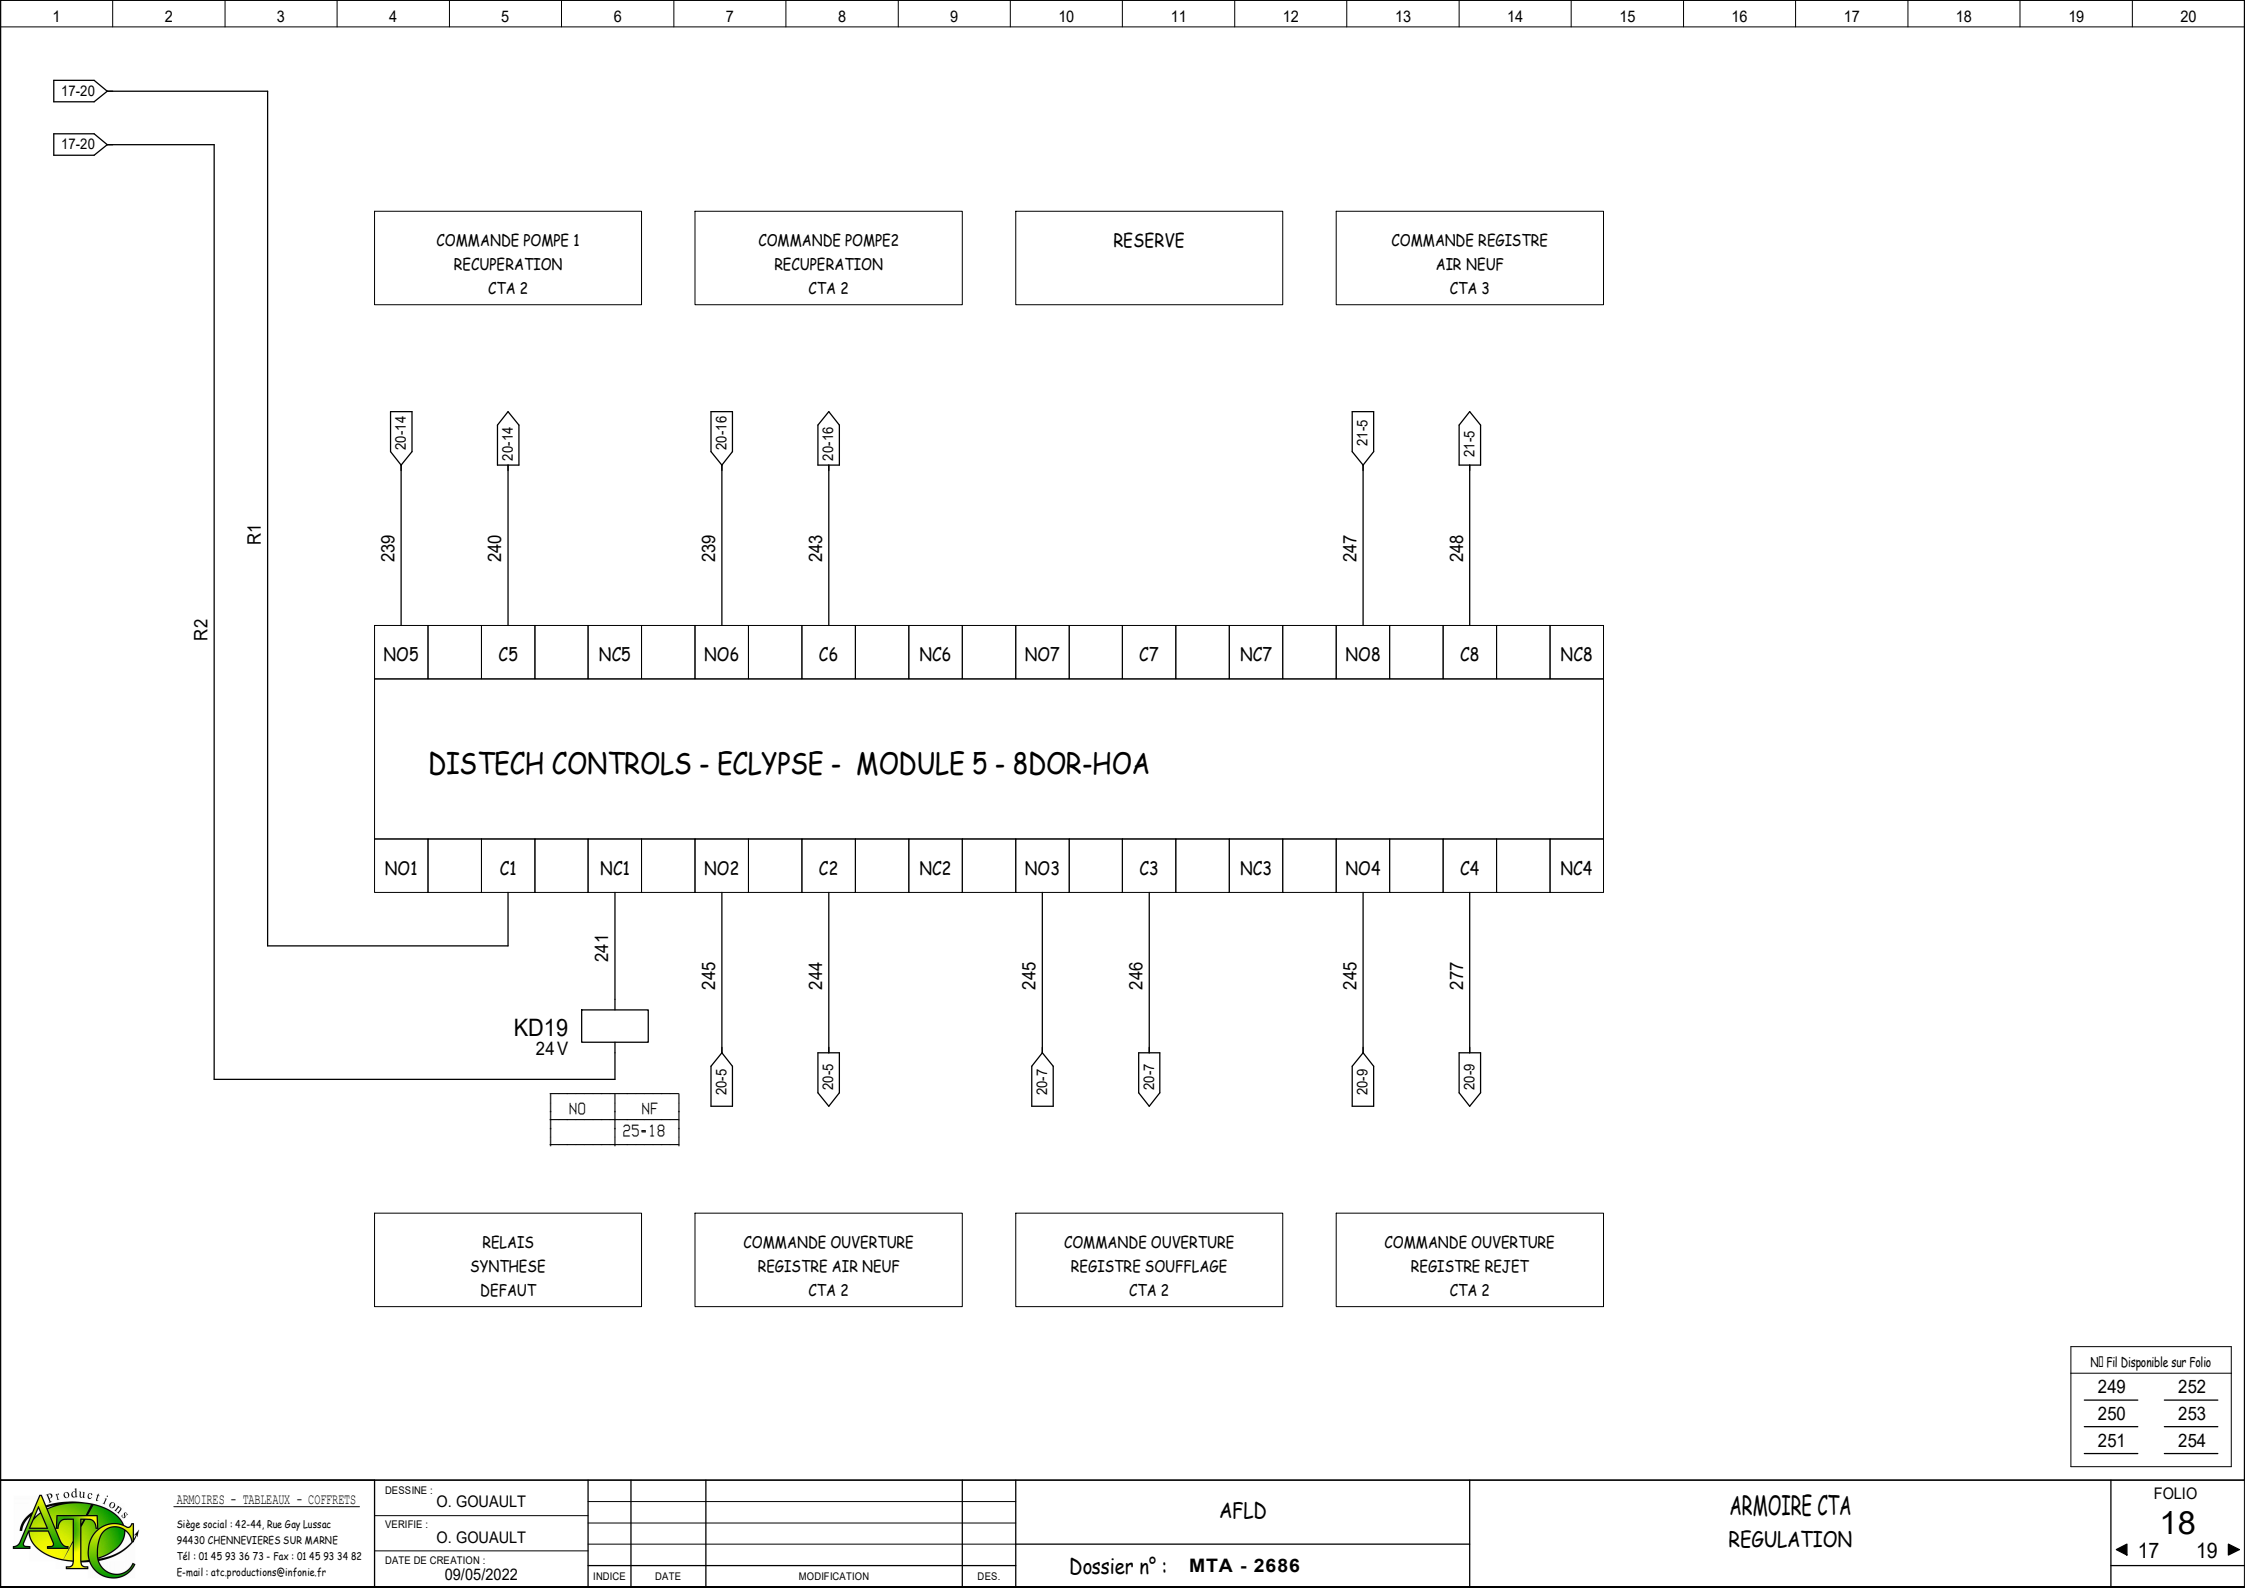 1 2 3 4 5 6 7 8 9 10 11 12 13 14 15 16 17 18 19 20
17-20
17-20
COMMANDE POMPE 1
RECUPERATION
CTA 2
COMMANDE POMPE2
RECUPERATION
CTA 2
RESERVE
COMMANDE REGISTRE
AIR NEUF
CTA 3
20-14 20-14 20-16 20-16 21-5 21-5
R1
R2
239 240 239 243 247 248
NO5 C5 NC5 NO6 C6 NC6 NO7 C7 NC7 NO8 C8 NC8
DISTECH CONTROLS - ECLYPSE - MODULE 5 - 8DOR-HOA
NO1 C1 NC1 NO2 C2 NC2 NO3 C3 NC3 NO4 C4 NC4
241 245 244 245 246 245 277
KD19
24V
20-5 20-5 20-7 20-7 20-9 20-9
NO NF
25-18
RELAIS
SYNTHESE
DEFAUT
COMMANDE OUVERTURE
REGISTRE AIR NEUF
CTA 2
COMMANDE OUVERTURE
REGISTRE SOUFFLAGE
CTA 2
COMMANDE OUVERTURE
REGISTRE REJET
CTA 2
N▯ Fil Disponible sur Folio
249 252
250 253
251 254
Productions
ATC
ARMOIRES - TABLEAUX - COFFRETS
Siège social : 42-44, Rue Gay Lussac
94430 CHENNEVIERES SUR MARNE
Tél : 01 45 93 36 73 - Fax : 01 45 93 34 82
E-mail : atc.productions@infonie.fr
DESSINE :
O. GOUAULT
VERIFIE :
O. GOUAULT
DATE DE CREATION :
09/05/2022
INDICE DATE MODIFICATION DES.
AFLD
Dossier n° : MTA - 2686
ARMOIRE CTA
REGULATION
FOLIO
18
◄ 17 19 ►